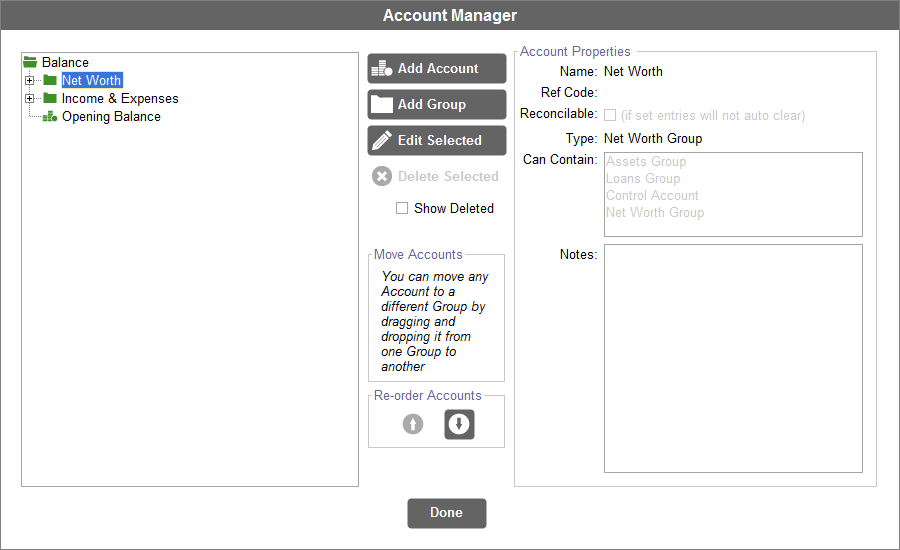 Account Manager
Balance
Net Worth
Income & Expenses
Opening Balance
Add Account
Add Group
Edit Selected
Delete Selected
Show Deleted
Move Accounts
You can move any
Account to a
different Group by
dragging and
dropping it from
one Group to
another
Re-order Accounts
Account Properties
Name: Net Worth
Ref Code:
Reconcilable: (if set entries will not auto clear)
Type: Net Worth Group
Can Contain: Assets Group
Loans Group
Control Account
Net Worth Group
Notes:
Done